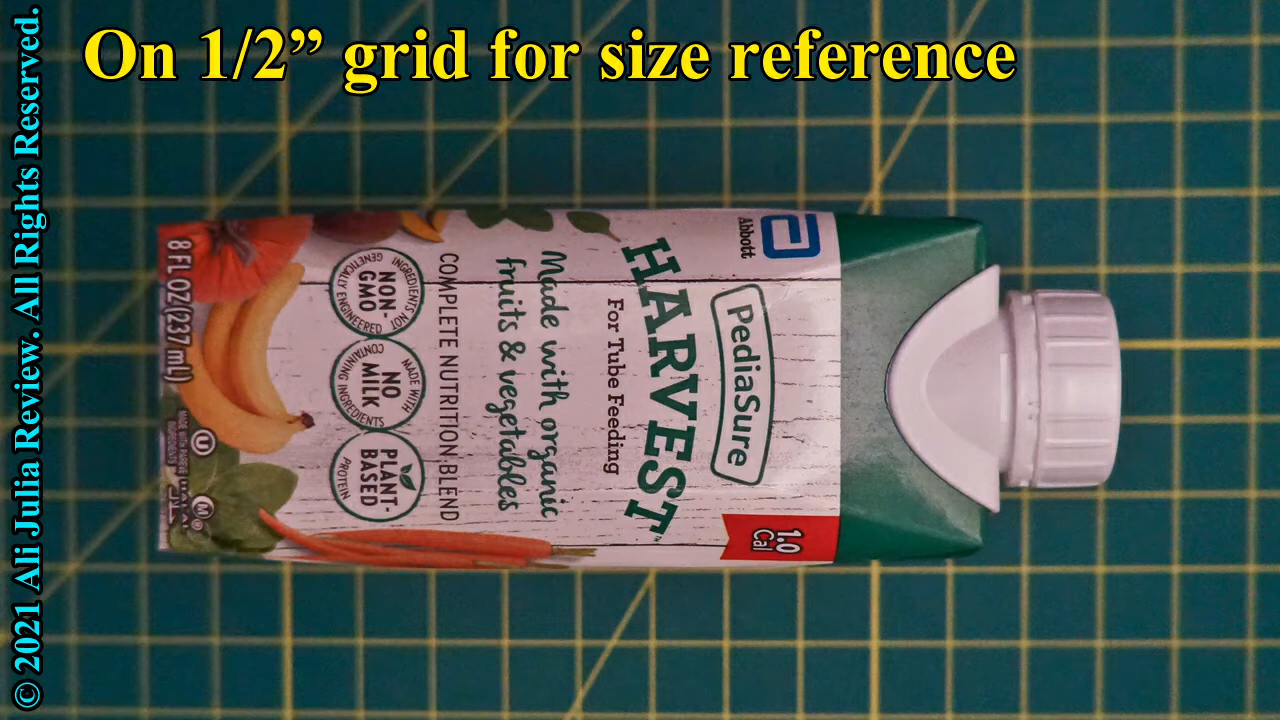 On 1/2” grid for size reference
© 2021 Ali Julia Review. All Rights Reserved.
Abbott
PediaSure
HARVEST
For Tube Feeding
1.0
Cal
Made with organic
fruits & vegetables
COMPLETE NUTRITION BLEND
INGREDIENTS NOT
NON-
GMO
GENETICALLY ENGINEERED
MADE WITH
NO
MILK
CONTAINING INGREDIENTS
PLANT-
BASED
PROTEIN
8 FL OZ (237 mL)
U
M